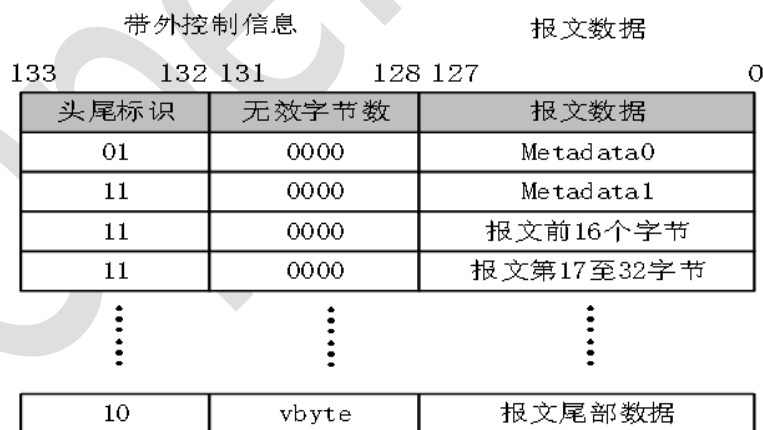 带外控制信息 报文数据
133 132 131 128 127 0
头尾标识 无效字节数 报文数据
01 0000 Metadata0
11 0000 Metadata1
11 0000 报文前16个字节
11 0000 报文第17至32字节
10 vbyte 报文尾部数据